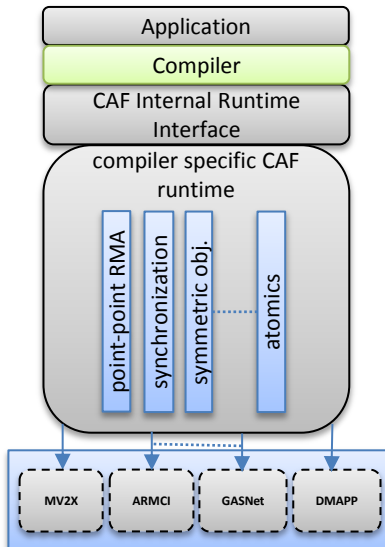 Application
Compiler
CAF Internal Runtime
Interface
compiler specific CAF
runtime
point-point RMA
synchronization
symmetric obj.
atomics
MV2X
ARMCI
GASNet
DMAPP